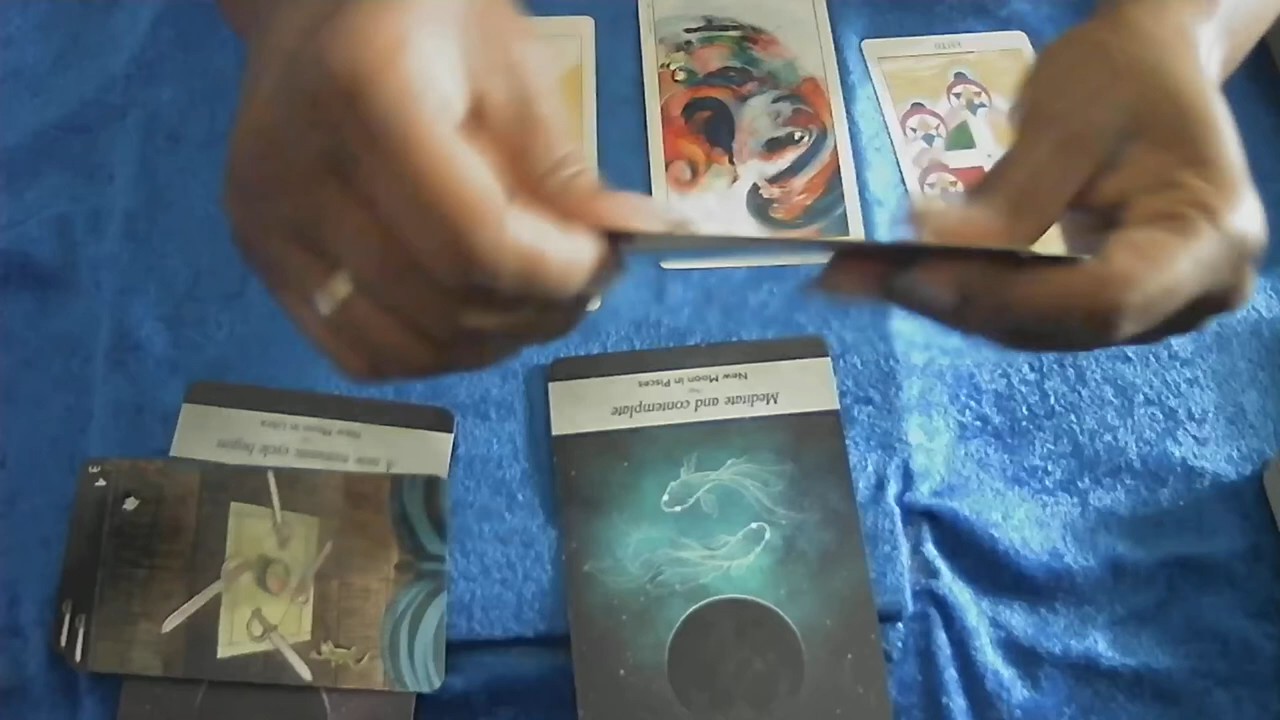 Meditate and contemplate
New Moon in Pisces
A new romantic cycle begins
New Moon in Libra